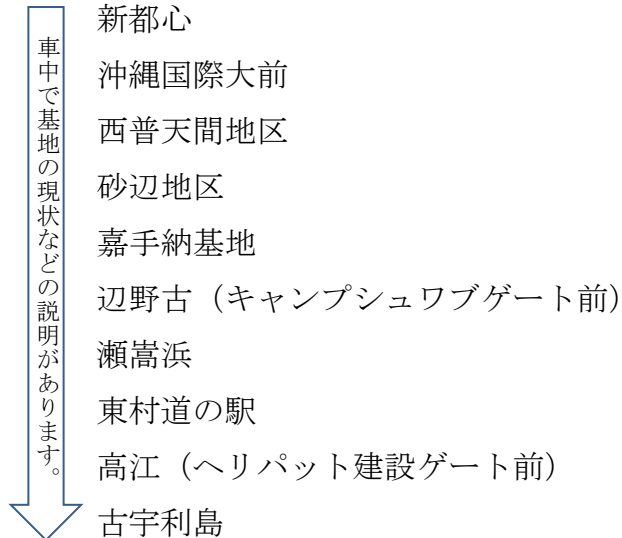 車中で基地の現状などの説明があります。
新都心
沖縄国際大前
西普天間地区
砂辺地区
嘉手納基地
辺野古（キャンプシュワブゲート前）
瀬嵩浜
東村道の駅
高江（ヘリパット建設ゲート前）
古宇利島